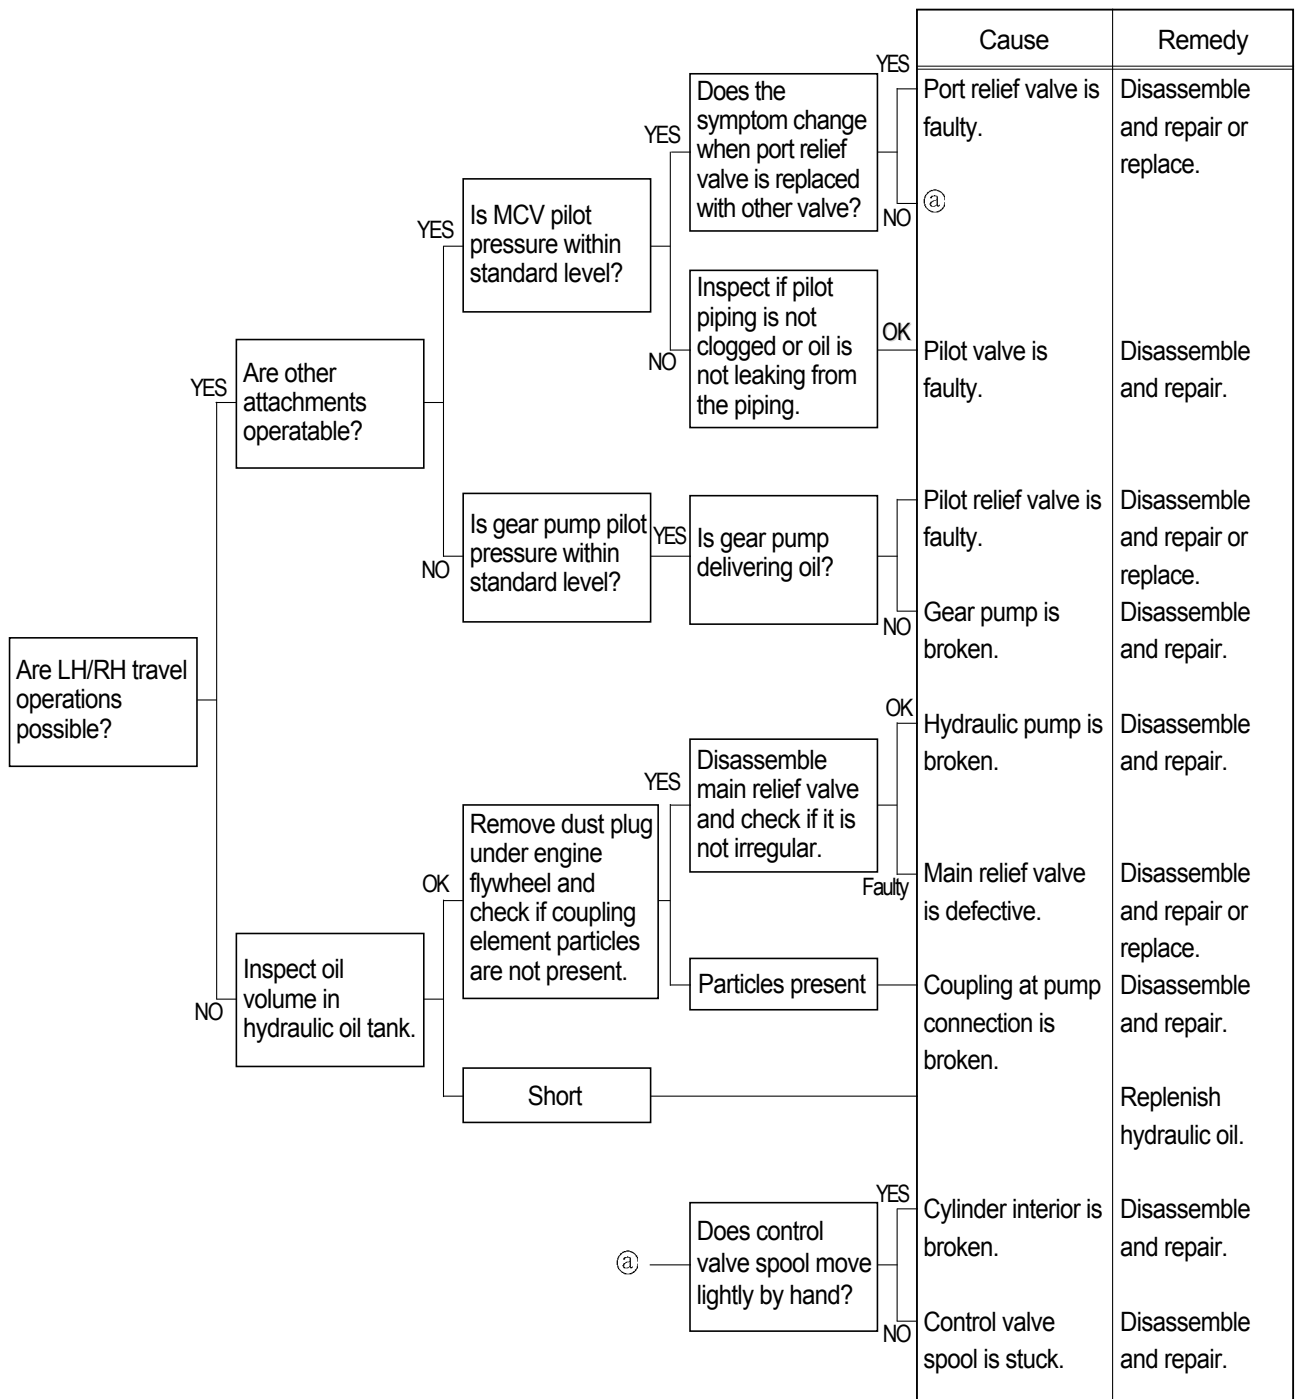 Cause
Remedy
YES
Port relief valve is
faulty.
Disassemble
and repair or
replace.
Does the
symptom change
when port relief
valve is replaced
with other valve?
YES
NO
ⓐ
Is MCV pilot
pressure within
standard level?
YES
Inspect if pilot
piping is not
clogged or oil is
not leaking from
the piping.
NO
OK
Pilot valve is
faulty.
Disassemble
and repair.
Are other
attachments
operatable?
YES
Is gear pump pilot
pressure within
standard level?
NO
YES
Is gear pump
delivering oil?
Pilot relief valve is
faulty.
Disassemble
and repair or
replace.
NO
Gear pump is
broken.
Disassemble
and repair.
Are LH/RH travel
operations
possible?
OK
Hydraulic pump is
broken.
Disassemble
and repair.
Disassemble
main relief valve
and check if it is
not irregular.
YES
Remove dust plug
under engine
flywheel and
check if coupling
element particles
are not present.
OK
Faulty
Main relief valve
is defective.
Disassemble
and repair or
replace.
Inspect oil
volume in
hydraulic oil tank.
NO
Particles present
Coupling at pump
connection is
broken.
Disassemble
and repair.
Short
Replenish
hydraulic oil.
ⓐ
Does control
valve spool move
lightly by hand?
YES
Cylinder interior is
broken.
Disassemble
and repair.
NO
Control valve
spool is stuck.
Disassemble
and repair.